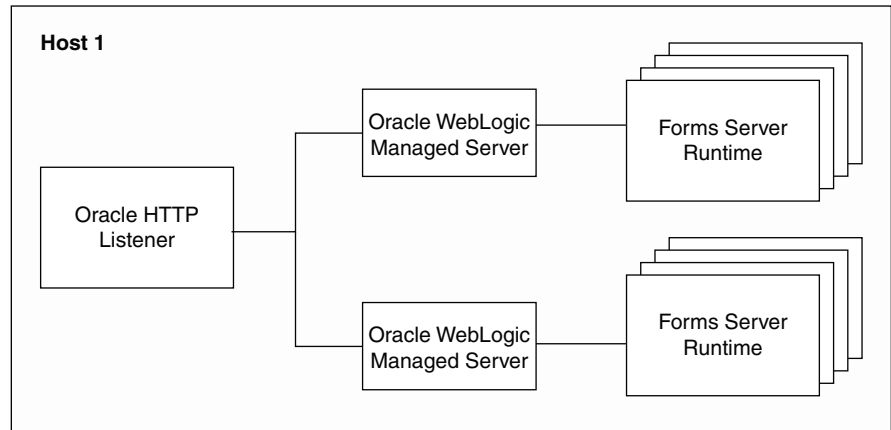 Host 1
Oracle HTTP
Listener
Oracle WebLogic
Managed Server
Forms Server
Runtime
Oracle WebLogic
Managed Server
Forms Server
Runtime